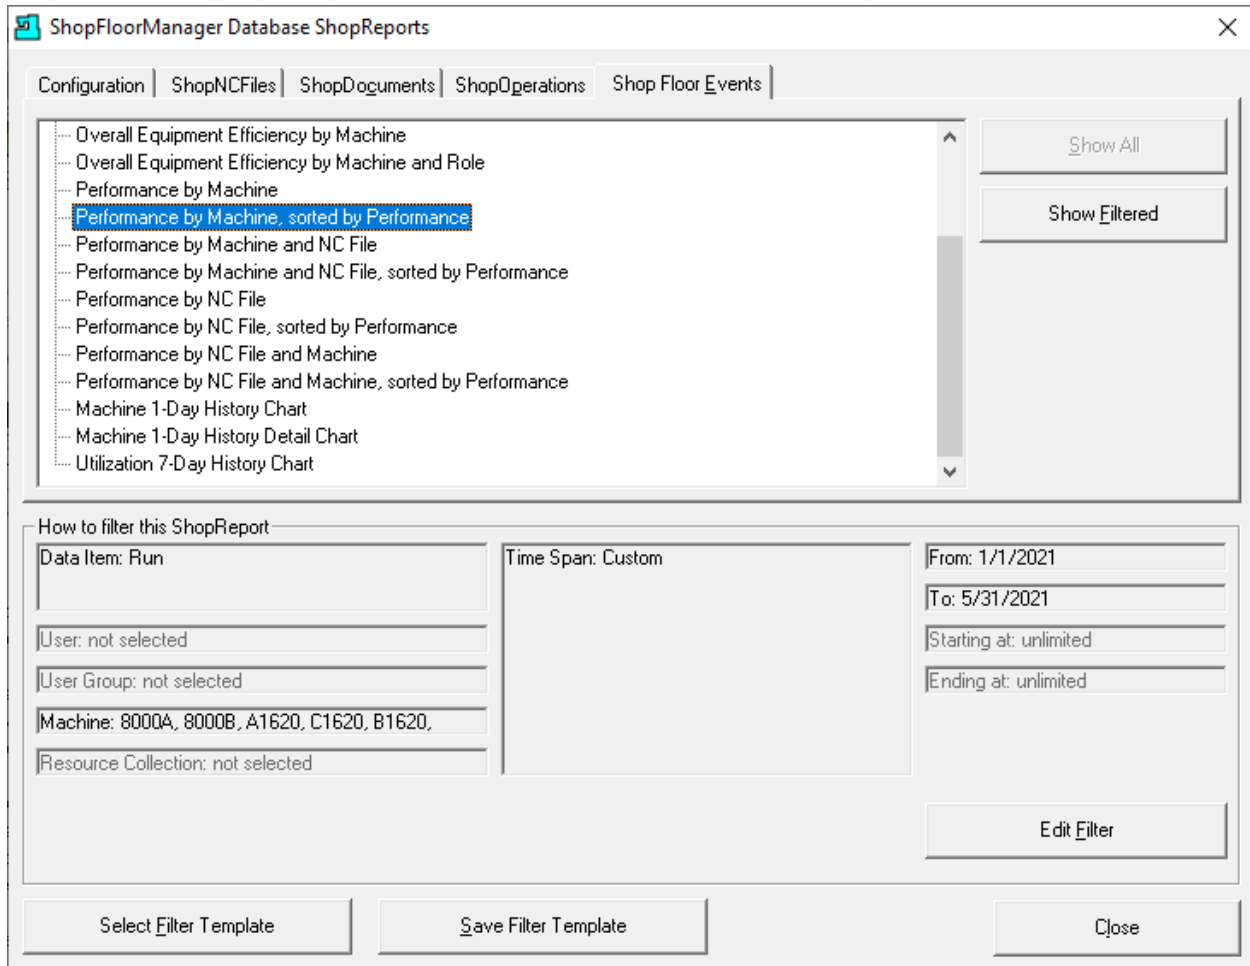 ShopFloorManager Database ShopReports
Configuration ShopNCFiles ShopDocuments ShopOperations Shop Floor Events
Overall Equipment Efficiency by Machine
Overall Equipment Efficiency by Machine and Role
Performance by Machine
Performance by Machine, sorted by Performance
Performance by Machine and NC File
Performance by Machine and NC File, sorted by Performance
Performance by NC File
Performance by NC File, sorted by Performance
Performance by NC File and Machine
Performance by NC File and Machine, sorted by Performance
Machine 1-Day History Chart
Machine 1-Day History Detail Chart
Utilization 7-Day History Chart
Show All
Show Filtered
How to filter this ShopReport
Data Item: Run
User: not selected
User Group: not selected
Machine: 8000A, 8000B, A1620, C1620, B1620,
Resource Collection: not selected
Time Span: Custom
From: 1/1/2021
To: 5/31/2021
Starting at: unlimited
Ending at: unlimited
Edit Filter
Select Filter Template
Save Filter Template
Close